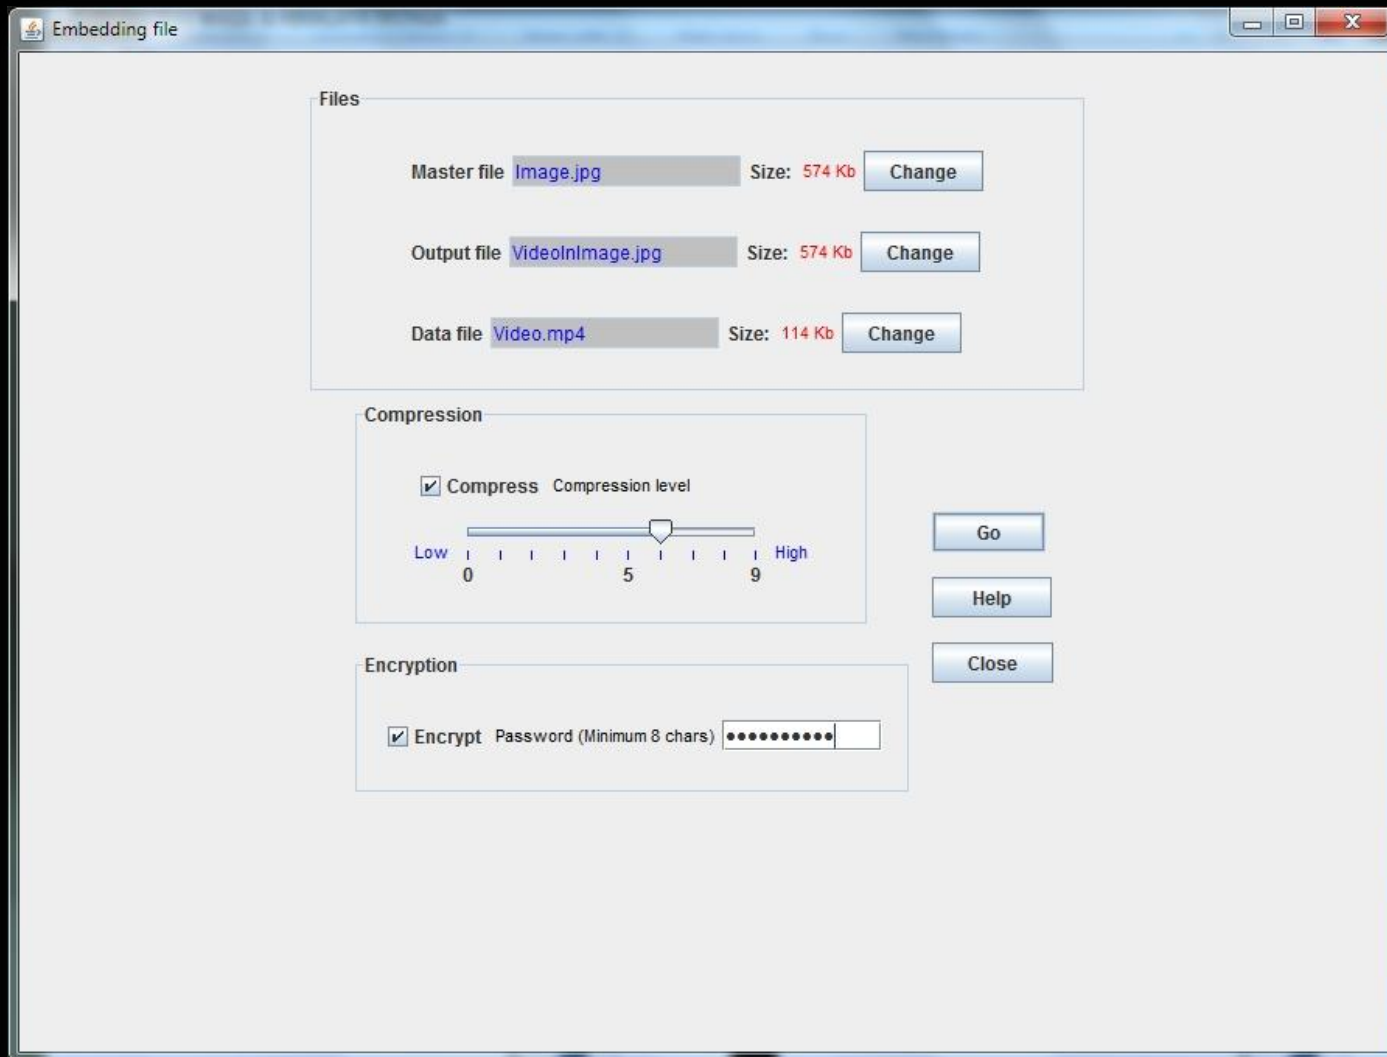 Embedding file
Files
Master file Image.jpg Size: 574 Kb Change
Output file VideoInImage.jpg Size: 574 Kb Change
Data file Video.mp4 Size: 114 Kb Change
Compression
Compress Compression level
Low High
0 5 9
Go
Help
Close
Encryption
Encrypt Password (Minimum 8 chars) ●●●●●●●●●●